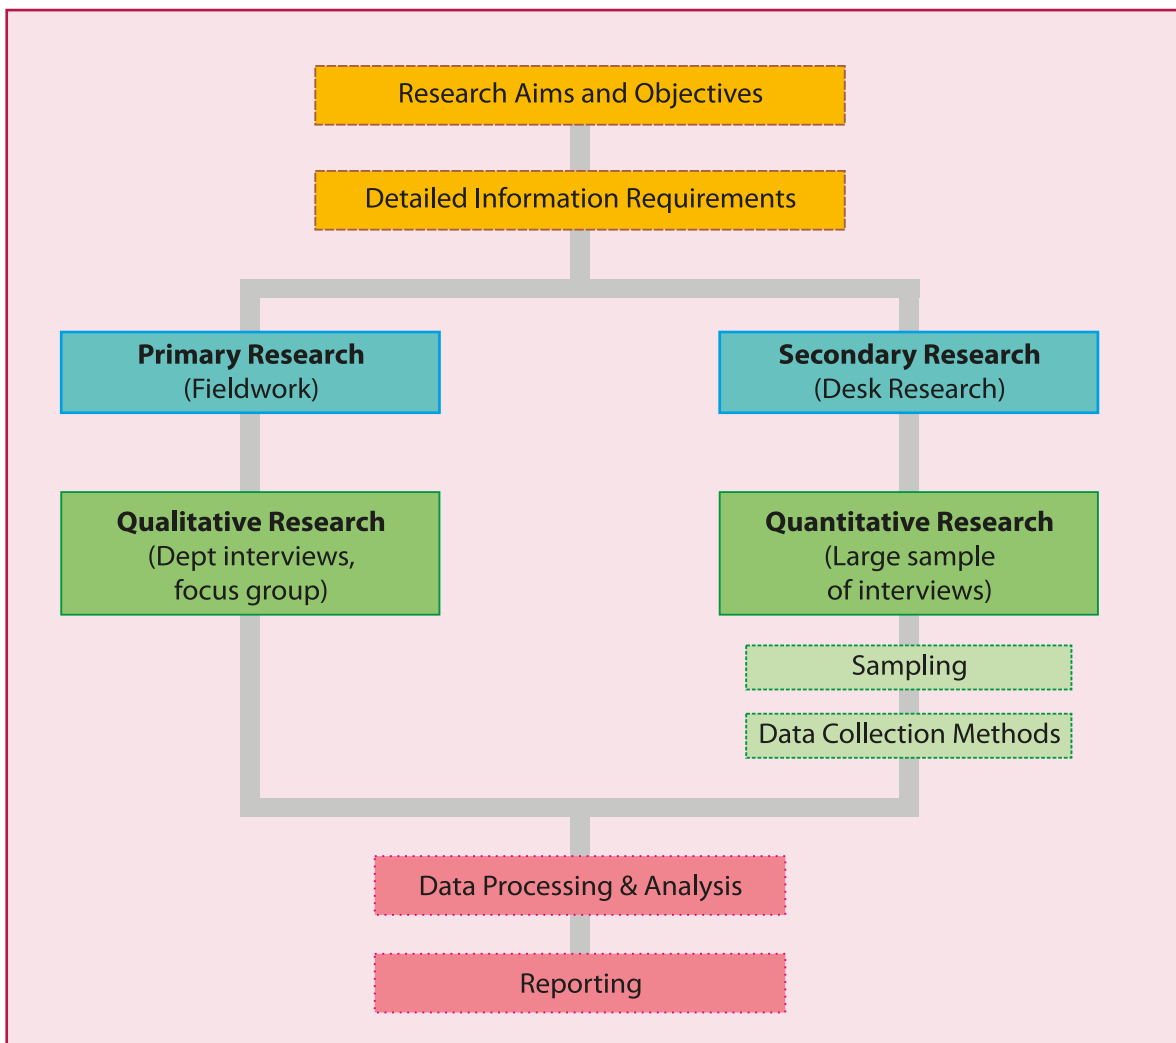 Research Aims and Objectives
Detailed Information Requirements
Primary Research
(Fieldwork)
Secondary Research
(Desk Research)
Qualitative Research
(Dept interviews,
focus group)
Quantitative Research
(Large sample
of interviews)
Sampling
Data Collection Methods
Data Processing & Analysis
Reporting